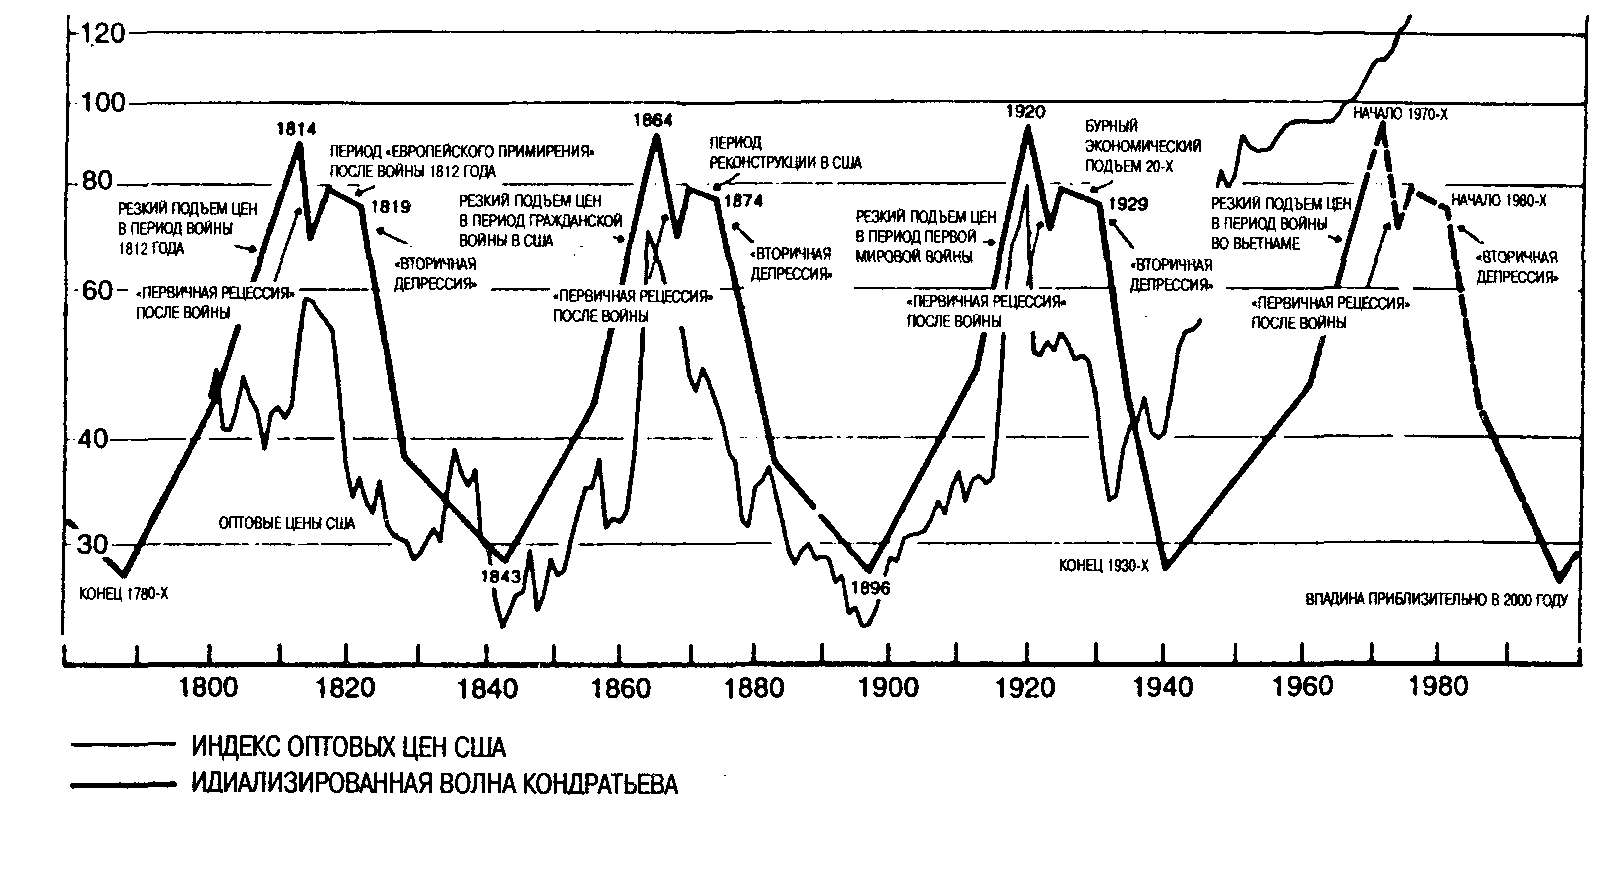 120
100
80
60
40
30
1814
ПЕРИОД «ЕВРОПЕЙСКОГО ПРИМИРЕНИЯ»
ПОСЛЕ ВОЙНЫ 1812 ГОДА
РЕЗКИЙ ПОДЪЕМ ЦЕН
В ПЕРИОД ВОЙНЫ
1812 ГОДА
1819
«ВТОРИЧНАЯ
ДЕПРЕССИЯ»
«ПЕРВИЧНАЯ РЕЦЕССИЯ»
ПОСЛЕ ВОЙНЫ
ОПТОВЫЕ ЦЕНЫ США
КОНЕЦ 1780-Х
1843
1864
ПЕРИОД
РЕКОНСТРУКЦИИ В США
РЕЗКИЙ ПОДЪЕМ ЦЕН
В ПЕРИОД ГРАЖДАНСКОЙ
ВОЙНЫ В США
1874
«ВТОРИЧНАЯ
ДЕПРЕССИЯ»
«ПЕРВИЧНАЯ РЕЦЕССИЯ»
ПОСЛЕ ВОЙНЫ
1896
1920
БУРНЫЙ
ЭКОНОМИЧЕСКИЙ
ПОДЪЕМ 20-Х
РЕЗКИЙ ПОДЪЕМ ЦЕН
В ПЕРИОД ПЕРВОЙ
МИРОВОЙ ВОЙНЫ
1929
«ВТОРИЧНАЯ
ДЕПРЕССИЯ»
«ПЕРВИЧНАЯ РЕЦЕССИЯ»
ПОСЛЕ ВОЙНЫ
КОНЕЦ 1930-Х
НАЧАЛО 1970-Х
РЕЗКИЙ ПОДЪЕМ ЦЕН
В ПЕРИОД ВОЙНЫ
ВО ВЬЕТНАМЕ
НАЧАЛО 1980-Х
«ВТОРИЧНАЯ
ДЕПРЕССИЯ»
«ПЕРВИЧНАЯ РЕЦЕССИЯ»
ПОСЛЕ ВОЙНЫ
ВПАДИНА ПРИБЛИЗИТЕЛЬНО В 2000 ГОДУ
1800 1820 1840 1860 1880 1900 1920 1940 1960 1980
ИНДЕКС ОПТОВЫХ ЦЕН США
ИДИАЛИЗИРОВАННАЯ ВОЛНА КОНДРАТЬЕВА